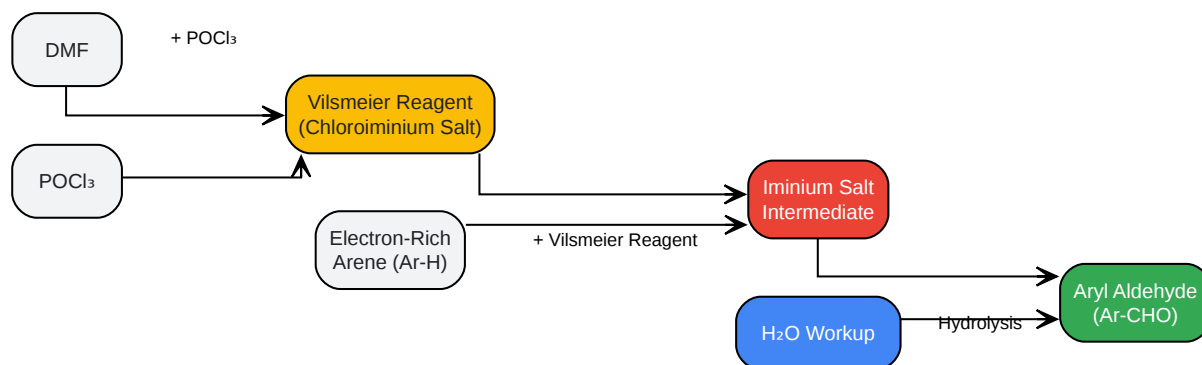 DMF
+ POCl₃
Vilsmeier Reagent
(Chloroiminium Salt)
POCl₃
Iminium Salt
Intermediate
Electron-Rich
Arene (Ar-H)
+ Vilsmeier Reagent
Aryl Aldehyde
(Ar-CHO)
H₂O Workup
Hydrolysis